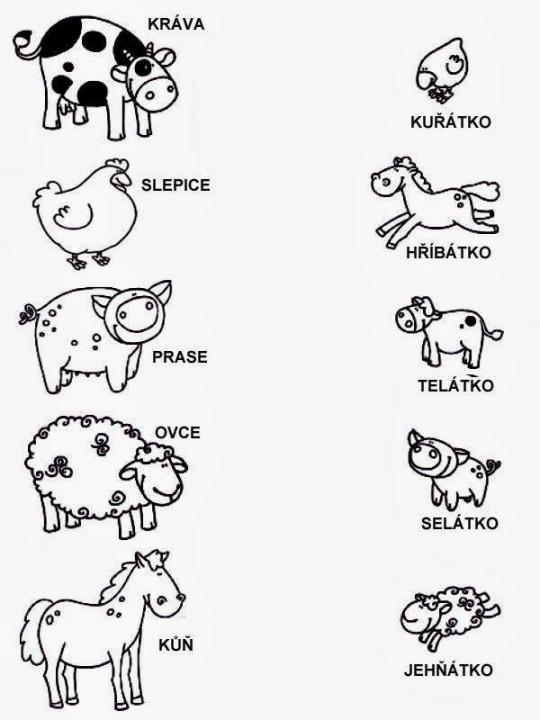 KRÁVA
KUŘÁTKO
SLEPICE
HŘÍBÁTKO
PRASE
TELÁTKO
OVCE
SELÁTKO
KŮŇ
JEHŇÁTKO